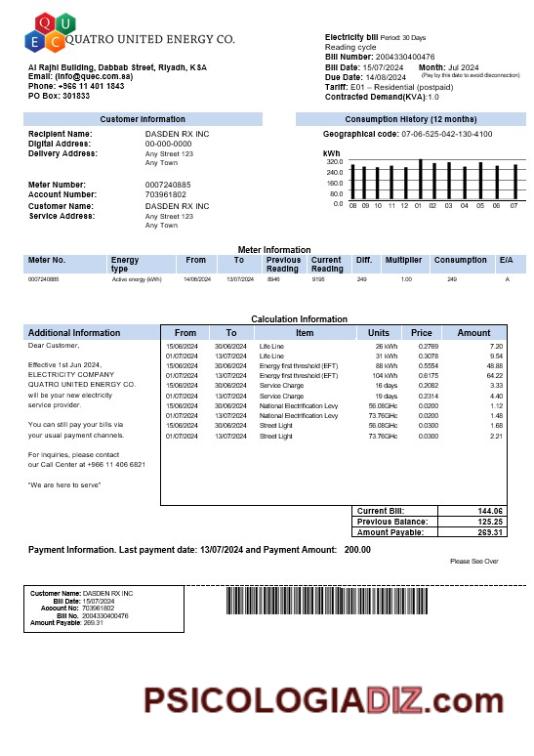 Q U
E C
QUATRO UNITED ENERGY CO.
Al Rajhi Building, Dabbab Street, Riyadh, KSA
Email: (info@quec.com.sa)
Phone: +966 11 401 1843
PO Box: 301833
Electricity bill Period: 30 Days
Reading cycle
Bill Number: 2004330400476
Bill Date: 15/07/2024 Month: Jul 2024
Due Date: 14/08/2024 (Pay by this date to avoid disconnection)
Tariff: E01 – Residential (postpaid)
Contracted Demand(KVA):1.0
Customer Information
Recipient Name: DASDEN RX INC
Digital Address: 00-000-0000
Delivery Address: Any Street 123
Any Town
Meter Number: 0007240885
Account Number: 703961802
Customer Name: DASDEN RX INC
Service Address: Any Street 123
Any Town
Consumption History (12 months)
Geographical code: 07-06-525-042-130-4100
kWh
320.0
240.0
160.0
80.0
0.0
08 09 10 11 12 01 02 03 04 05 06 07
Meter Information
Meter No. Energy type From To Previous Reading Current Reading Diff. Multiplier Consumption E/A
0007240885 Active energy (kWh) 14/06/2024 13/07/2024 8946 9195 249 1.00 249 A
Calculation Information
Additional Information
Dear Customer,
Effective 1st Jun 2024,
ELECTRICITY COMPANY
QUATRO UNITED ENERGY CO.
will be your new electricity
service provider.
You can still pay your bills via
your usual payment channels.
For inquiries, please contact
our Call Center at +966 11 406 6821
"We are here to serve"
From To Item Units Price Amount
15/06/2024 30/06/2024 Life Line 26 kWh 0.2769 7.20
01/07/2024 13/07/2024 Life Line 31 kWh 0.3078 9.54
15/06/2024 30/06/2024 Energy first threshold (EFT) 88 kWh 0.5554 48.88
01/07/2024 13/07/2024 Energy first threshold (EFT) 104 kWh 0.6175 64.22
15/06/2024 30/06/2024 Service Charge 16 days 0.2082 3.33
01/07/2024 13/07/2024 Service Charge 19 days 0.2314 4.40
15/06/2024 30/06/2024 National Electrification Levy 56.08GHc 0.0200 1.12
01/07/2024 13/07/2024 National Electrification Levy 73.76GHc 0.0200 1.48
15/06/2024 30/06/2024 Street Light 56.08GHc 0.0300 1.68
01/07/2024 13/07/2024 Street Light 73.76GHc 0.0300 2.21
Current Bill: 144.06
Previous Balance: 125.25
Amount Payable: 269.31
Payment Information. Last payment date: 13/07/2024 and Payment Amount: 200.00
Please See Over
Customer Name: DASDEN RX INC
Bill Date: 15/07/2024
Account No: 703961802
Bill No. 2004330400476
Amount Payable: 269.31
PSICOLOGIADIZ.com